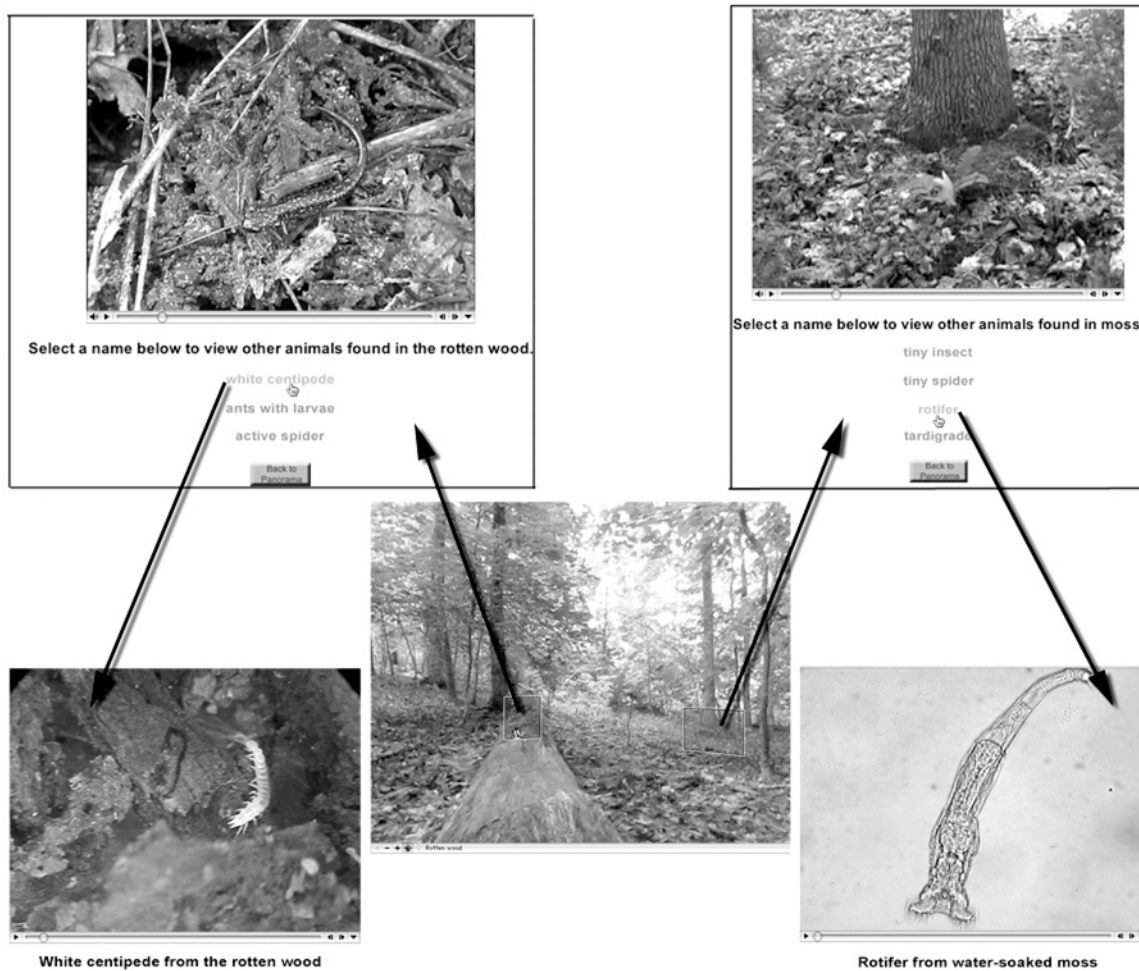 Select a name below to view other animals found in the rotten wood.
white centipede
ants with larvae
active spider
Back to
Panorama
Select a name below to view other animals found in moss
tiny insect
tiny spider
rotifer
tardigrade
Back to
Panorama
Rotten wood
White centipede from the rotten wood
Rotifer from water-soaked moss